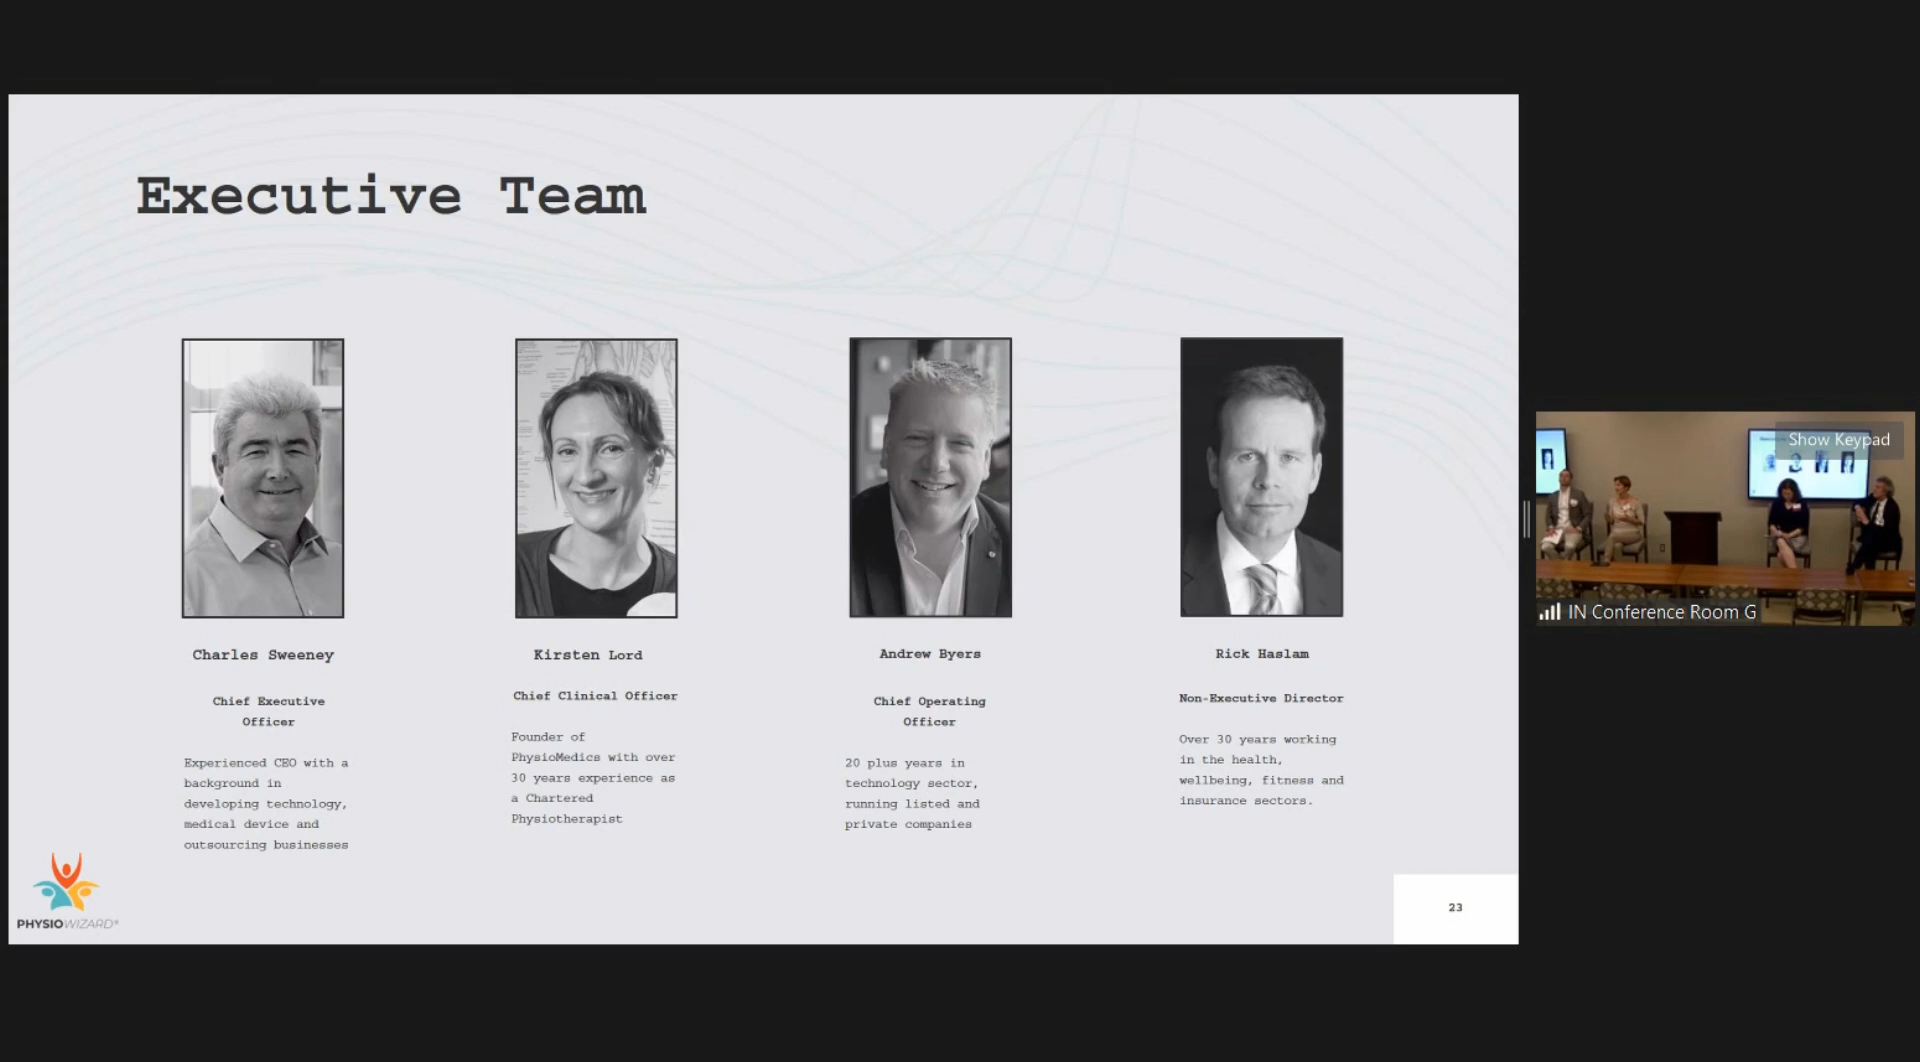 Executive Team
Charles Sweeney
Chief Executive
Officer
Experienced CEO with a
background in
developing technology,
medical device and
outsourcing businesses
Kirsten Lord
Chief Clinical Officer
Founder of
PhysioMedics with over
30 years experience as
a Chartered
Physiotherapist
Andrew Byers
Chief Operating
Officer
20 plus years in
technology sector,
running listed and
private companies
Rick Haslam
Non-Executive Director
Over 30 years working
in the health,
wellbeing, fitness and
insurance sectors.
PHYSIOWIZARD®
23
Show Keypad
IN Conference Room G